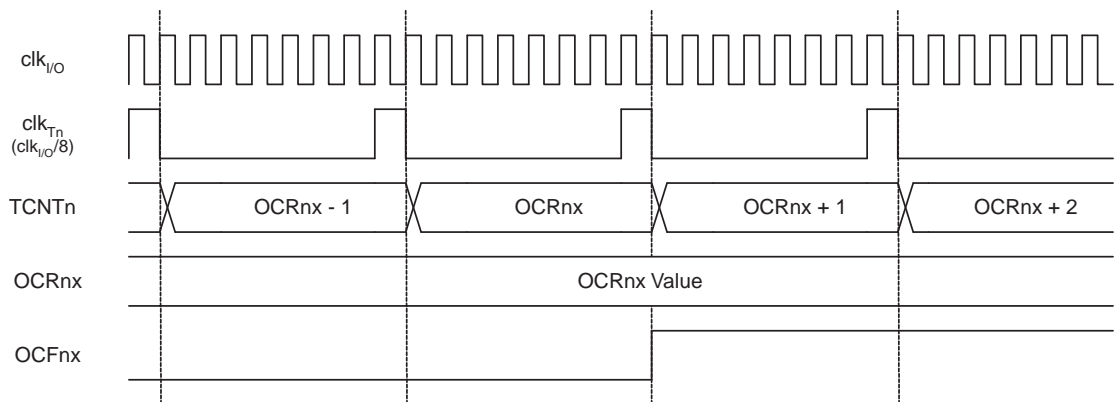 clkI/O
clkTn
(clkI/O/8)
TCNTn
OCRnx - 1
OCRnx
OCRnx + 1
OCRnx + 2
OCRnx
OCRnx Value
OCFnx